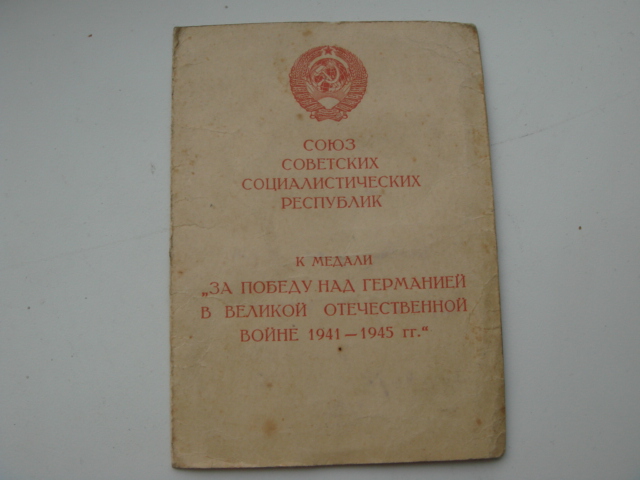 СОЮЗ
СОВЕТСКИХ
СОЦИАЛИСТИЧЕСКИХ
РЕСПУБЛИК
К МЕДАЛИ
„ЗА ПОБЕДУ НАД ГЕРМАНИЕЙ
В ВЕЛИКОЙ ОТЕЧЕСТВЕННОЙ
ВОЙНЕ 1941—1945 гг.“